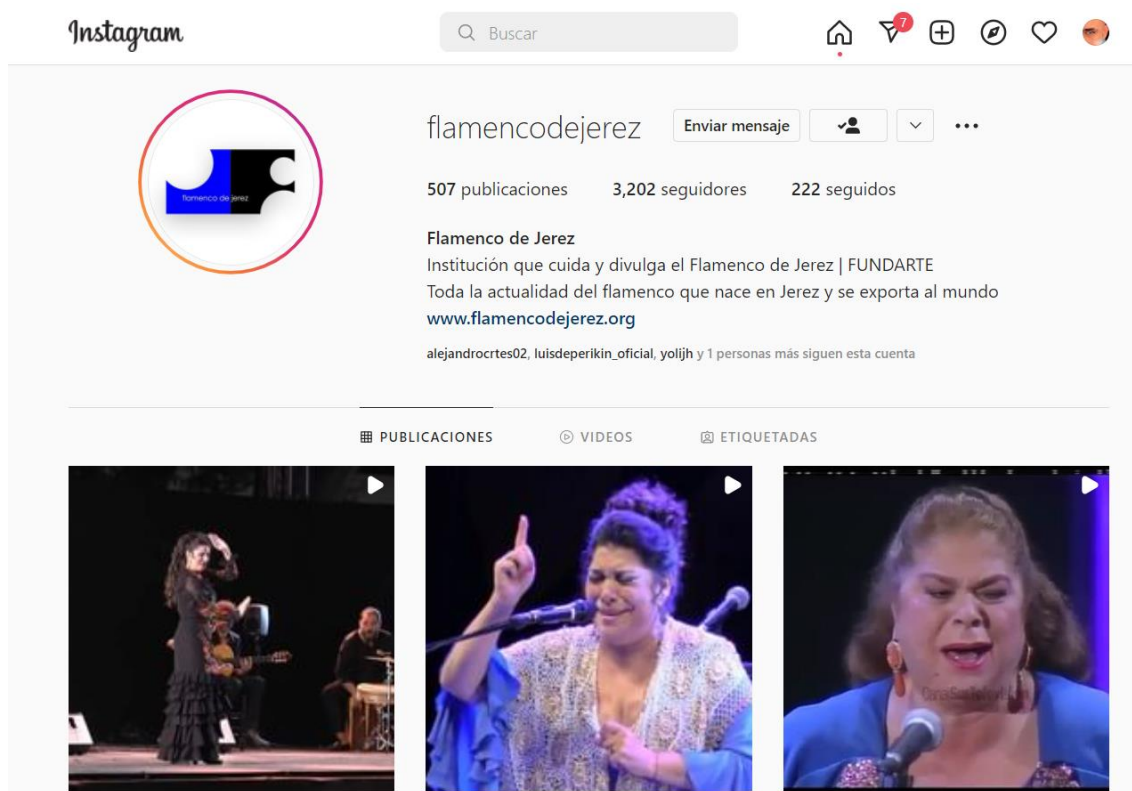 Instagram
Buscar
7
flamencodejerez
Enviar mensaje
507 publicaciones 3,202 seguidores 222 seguidos
flamenco de jerez
Flamenco de Jerez
Institución que cuida y divulga el Flamenco de Jerez | FUNDARTE
Toda la actualidad del flamenco que nace en Jerez y se exporta al mundo
www.flamencodejerez.org
alejandrocrtes02, luisdeperikin_oficial, yolijh y 1 personas más siguen esta cuenta
PUBLICACIONES
VIDEOS
ETIQUETADAS